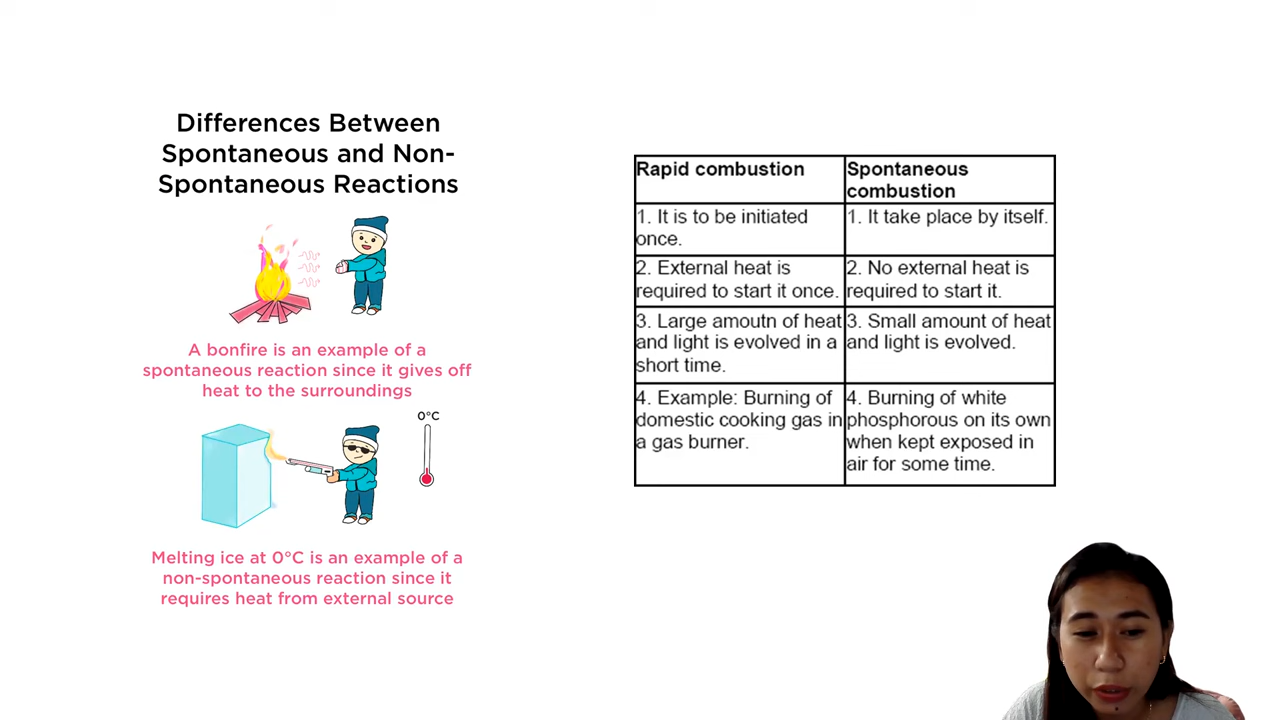 Differences Between
Spontaneous and Non-
Spontaneous Reactions
A bonfire is an example of a
spontaneous reaction since it gives off
heat to the surroundings
0°C
Melting ice at 0°C is an example of a
non-spontaneous reaction since it
requires heat from external source
Rapid combustion
Spontaneous
combustion
1. It is to be initiated
once.
1. It take place by itself.
2. External heat is
required to start it once.
2. No external heat is
required to start it.
3. Large amoutn of heat
and light is evolved in a
short time.
3. Small amount of heat
and light is evolved.
4. Example: Burning of
domestic cooking gas in
a gas burner.
4. Burning of white
phosphorous on its own
when kept exposed in
air for some time.